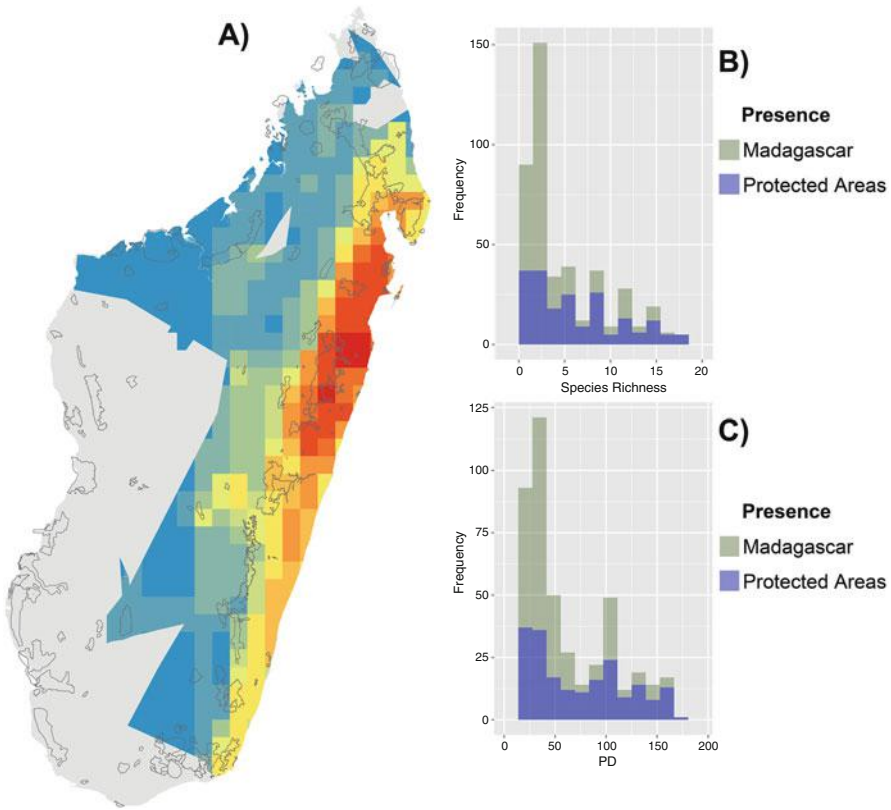 A)
B)
150
100
50
0
Frequency
0 5 10 15 20
Species Richness
Presence
Madagascar
Protected Areas
C)
125
100
75
50
25
0
Frequency
0 50 100 150 200
PD
Presence
Madagascar
Protected Areas